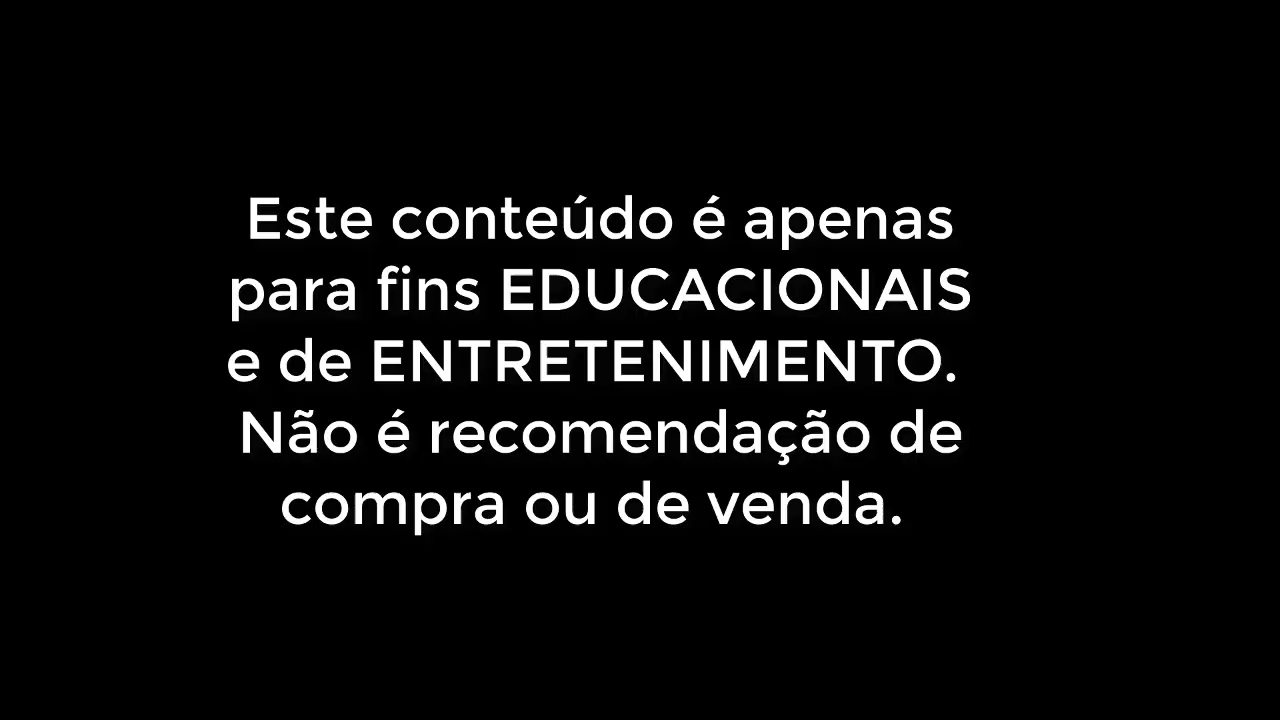 Este conteúdo é apenas
para fins EDUCACIONAIS
e de ENTRETENIMENTO.
Não é recomendação de
compra ou de venda.